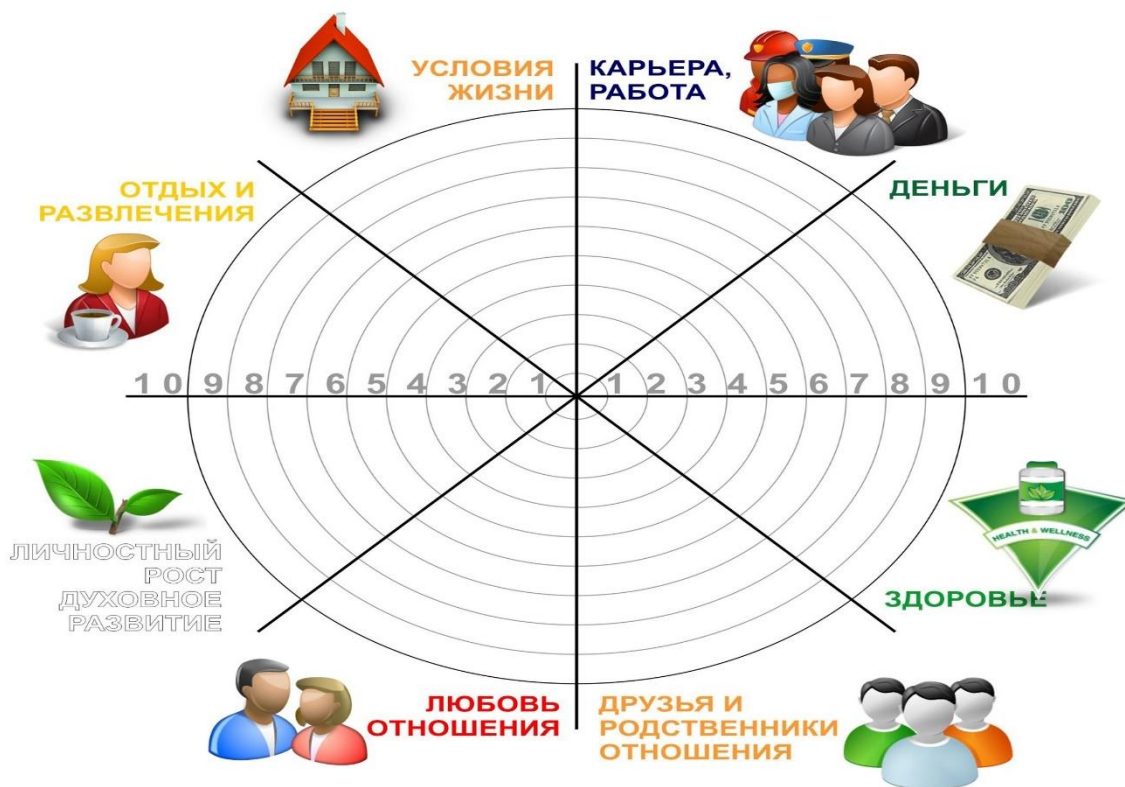 УСЛОВИЯ
ЖИЗНИ
КАРЬЕРА,
РАБОТА
ОТДЫХ И
РАЗВЛЕЧЕНИЯ
ДЕНЬГИ
10 9 8 7 6 5 4 3 2 1 1 2 3 4 5 6 7 8 9 10
ЛИЧНОСТНЫЙ
РОСТ
ДУХОВНОЕ
РАЗВИТИЕ
HEALTH & WELLNESS
ЗДОРОВЬЕ
ЛЮБОВЬ
ОТНОШЕНИЯ
ДРУЗЬЯ И
РОДСТВЕННИКИ
ОТНОШЕНИЯ